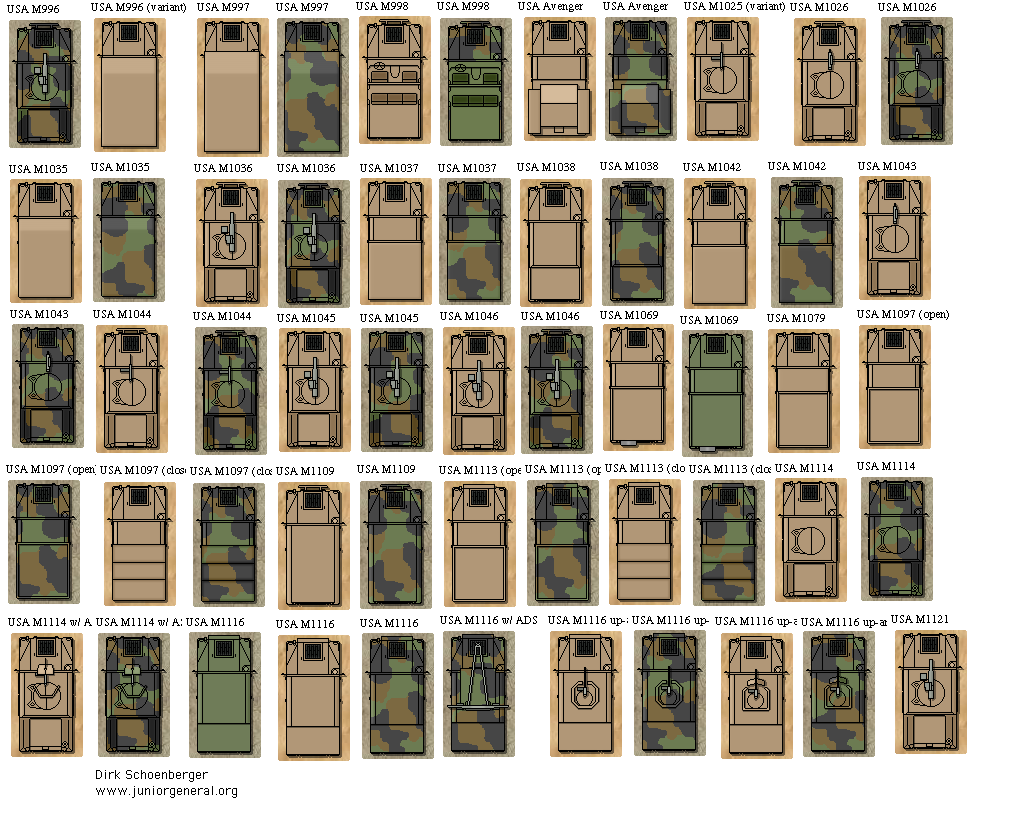 USA M996
USA M996 (variant)
USA M997
USA M997
USA M998
USA M998
USA Avenger
USA Avenger
USA M1025 (variant)
USA M1026
USA M1026
USA M1035
USA M1035
USA M1036
USA M1036
USA M1037
USA M1037
USA M1038
USA M1038
USA M1042
USA M1042
USA M1043
USA M1043
USA M1044
USA M1044
USA M1045
USA M1045
USA M1046
USA M1046
USA M1069
USA M1069
USA M1079
USA M1097 (open)
USA M1097 (open)
USA M1097 (close
USA M1097 (clos
USA M1109
USA M1109
USA M1113 (ope
USA M1113 (op
USA M1113 (clo
USA M1113 (clos
USA M1114
USA M1114
USA M1114 w/ A
USA M1114 w/ A
USA M1116
USA M1116
USA M1116
USA M1116 w/ ADS
USA M1116 up-a
USA M1116 up-
USA M1116 up-a
USA M1116 up-ar
USA M1121
Dirk Schoenberger
www.juniorgeneral.org